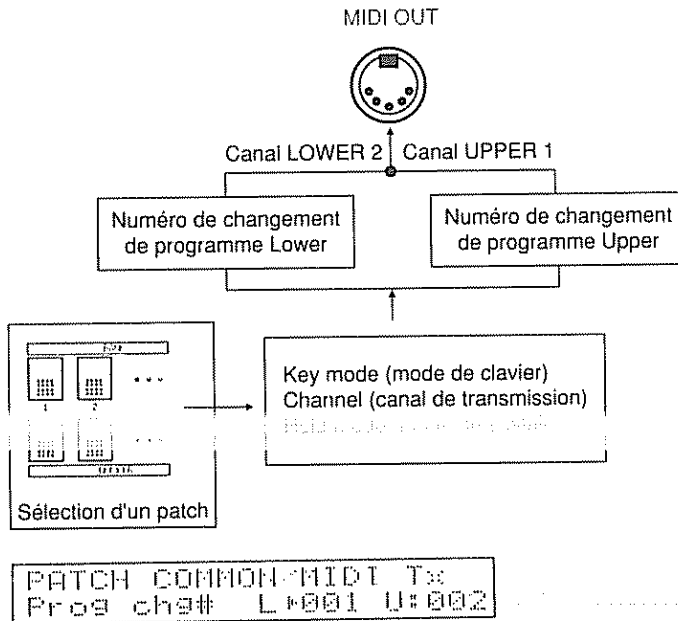 MIDI OUT
Canal LOWER 2 Canal UPPER 1
Numéro de changement
de programme Lower
Numéro de changement
de programme Upper
Key mode (mode de clavier)
Channel (canal de transmission)
1 2
Sélection d'un patch
PATCH COMMON/MIDI Tx
Prog chg# L▸001 U:002